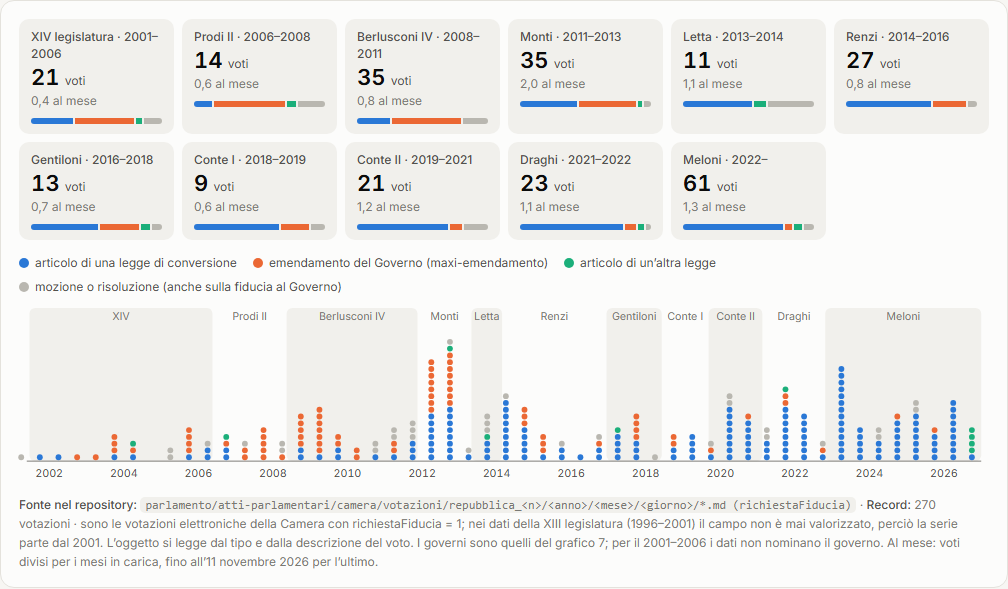 XIV legislatura · 2001–
2006
21 voti
0,4 al mese
Prodi II · 2006–2008
14 voti
0,6 al mese
Berlusconi IV · 2008–
2011
35 voti
0,8 al mese
Monti · 2011–2013
35 voti
2,0 al mese
Letta · 2013–2014
11 voti
1,1 al mese
Renzi · 2014–2016
27 voti
0,8 al mese
Gentiloni · 2016–2018
13 voti
0,7 al mese
Conte I · 2018–2019
9 voti
0,6 al mese
Conte II · 2019–2021
21 voti
1,2 al mese
Draghi · 2021–2022
23 voti
1,1 al mese
Meloni · 2022–
61 voti
1,3 al mese
articolo di una legge di conversione emendamento del Governo (maxi-emendamento) articolo di un’altra legge
mozione o risoluzione (anche sulla fiducia al Governo)
XIV Prodi II Berlusconi IV Monti Letta Renzi Gentiloni Conte I Conte II Draghi Meloni
2002 2004 2006 2008 2010 2012 2014 2016 2018 2020 2022 2024 2026
Fonte nel repository: parlamento/atti-parlamentari/camera/votazioni/repubblica_<n>/<anno>/<mese>/<giorno>/*.md (richiestaFiducia) · Record: 270
votazioni · sono le votazioni elettroniche della Camera con richiestaFiducia = 1; nei dati della XIII legislatura (1996–2001) il campo non è mai valorizzato, perciò la serie
parte dal 2001. L’oggetto si legge dal tipo e dalla descrizione del voto. I governi sono quelli del grafico 7; per il 2001–2006 i dati non nominano il governo. Al mese: voti
divisi per i mesi in carica, fino all’11 novembre 2026 per l’ultimo.